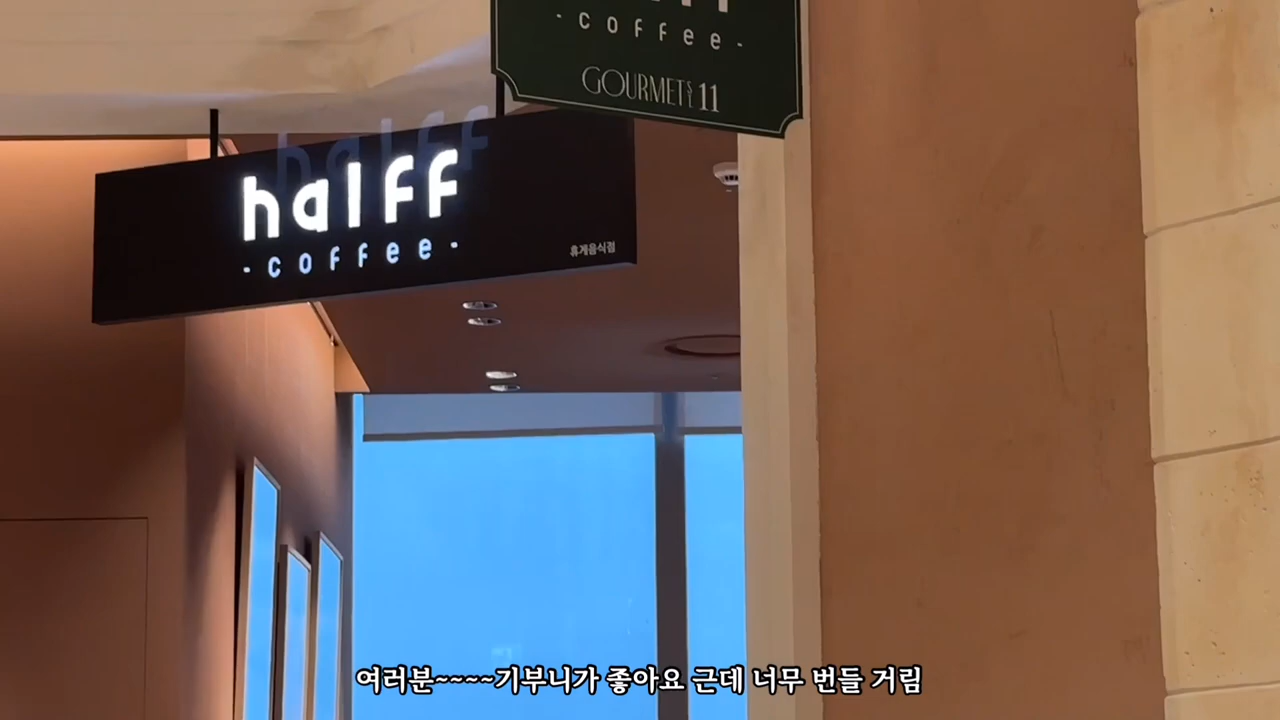 - coffee -
GOURMET ST. 11
halff
- coffee -
휴게음식점
여러분~~~~기부니가 좋아요 근데 너무 번들 거림